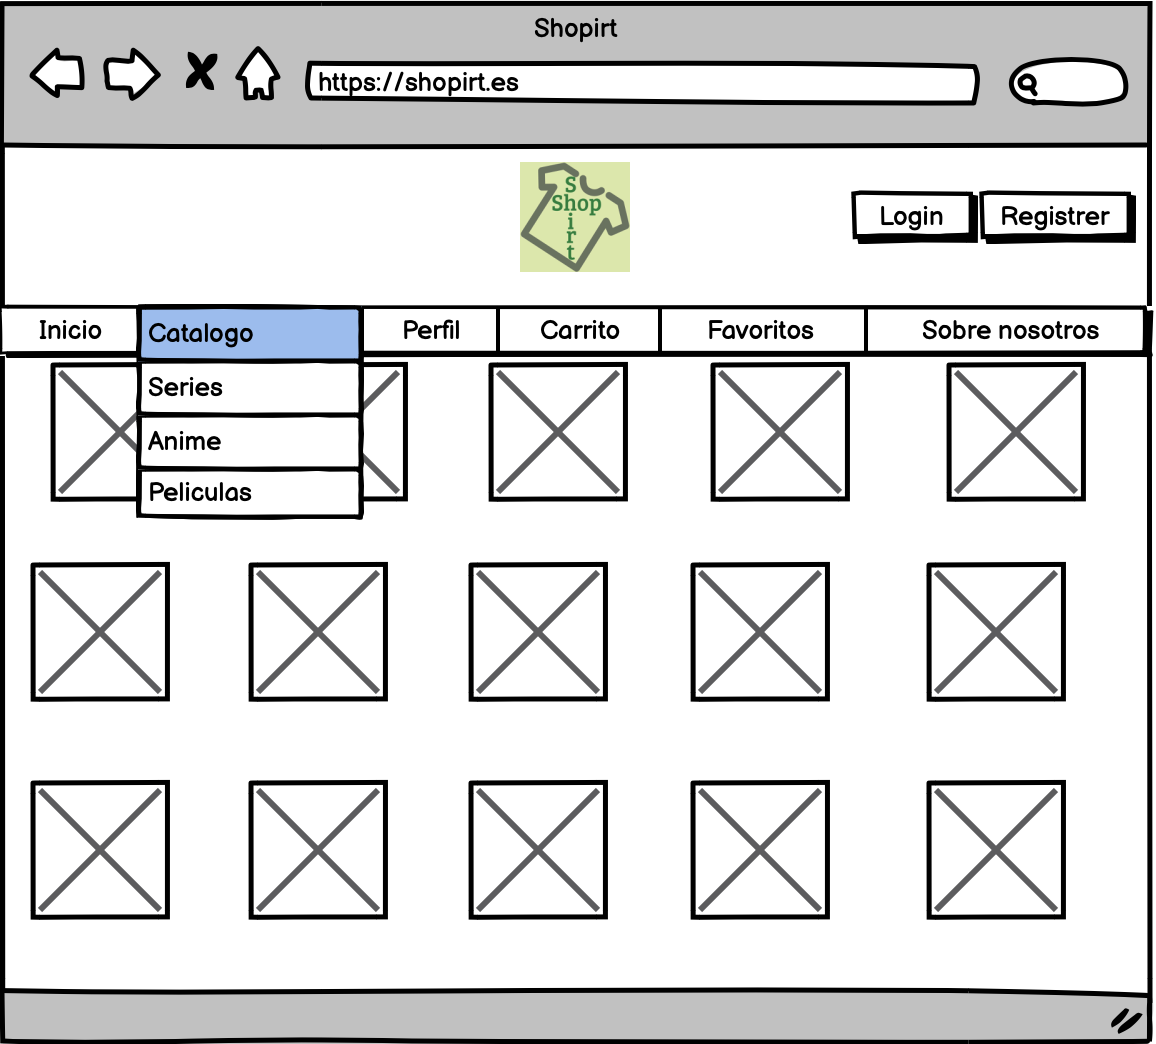 Shopirt
https://shopirt.es
S
Shop
i
r
t
Login
Registrer
Inicio
Catalogo
Perfil
Carrito
Favoritos
Sobre nosotros
Series
Anime
Peliculas